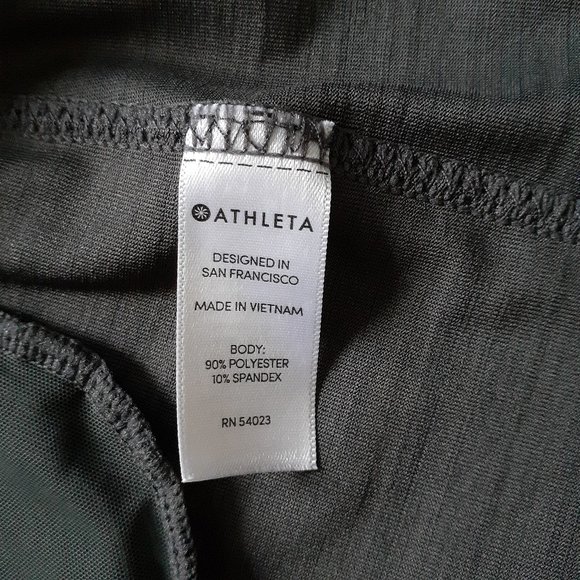 ATHLETA
DESIGNED IN
SAN FRANCISCO
MADE IN VIETNAM
BODY:
90% POLYESTER
10% SPANDEX
RN 54023